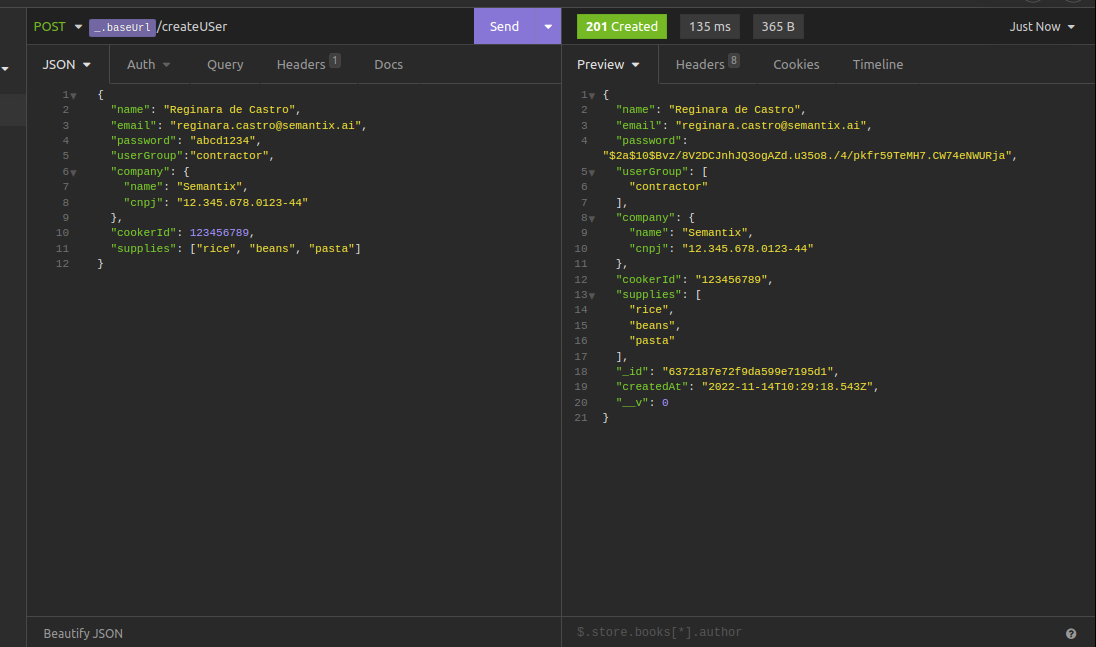 POST _.baseUrl /createUSer Send
201 Created 135 ms 365 B Just Now
JSON Auth Query Headers 1 Docs
Preview Headers 8 Cookies Timeline
1 {
2 "name": "Reginara de Castro",
3 "email": "reginara.castro@semantix.ai",
4 "password": "abcd1234",
5 "userGroup":"contractor",
6 "company": {
7 "name": "Semantix",
8 "cnpj": "12.345.678.0123-44"
9 },
10 "cookerId": 123456789,
11 "supplies": ["rice", "beans", "pasta"]
12 }
1 {
2 "name": "Reginara de Castro",
3 "email": "reginara.castro@semantix.ai",
4 "password":
"$2a$10$Bvz/8V2DCJnhJQ3ogAZd.u35o8./4/pkfr59TeMH7.CW74eNWURja",
5 "userGroup": [
6 "contractor"
7 ],
8 "company": {
9 "name": "Semantix",
10 "cnpj": "12.345.678.0123-44"
11 },
12 "cookerId": "123456789",
13 "supplies": [
14 "rice",
15 "beans",
16 "pasta"
17 ],
18 "_id": "6372187e72f9da599e7195d1",
19 "createdAt": "2022-11-14T10:29:18.543Z",
20 "__v": 0
21 }
Beautify JSON
$.store.books[*].author
?